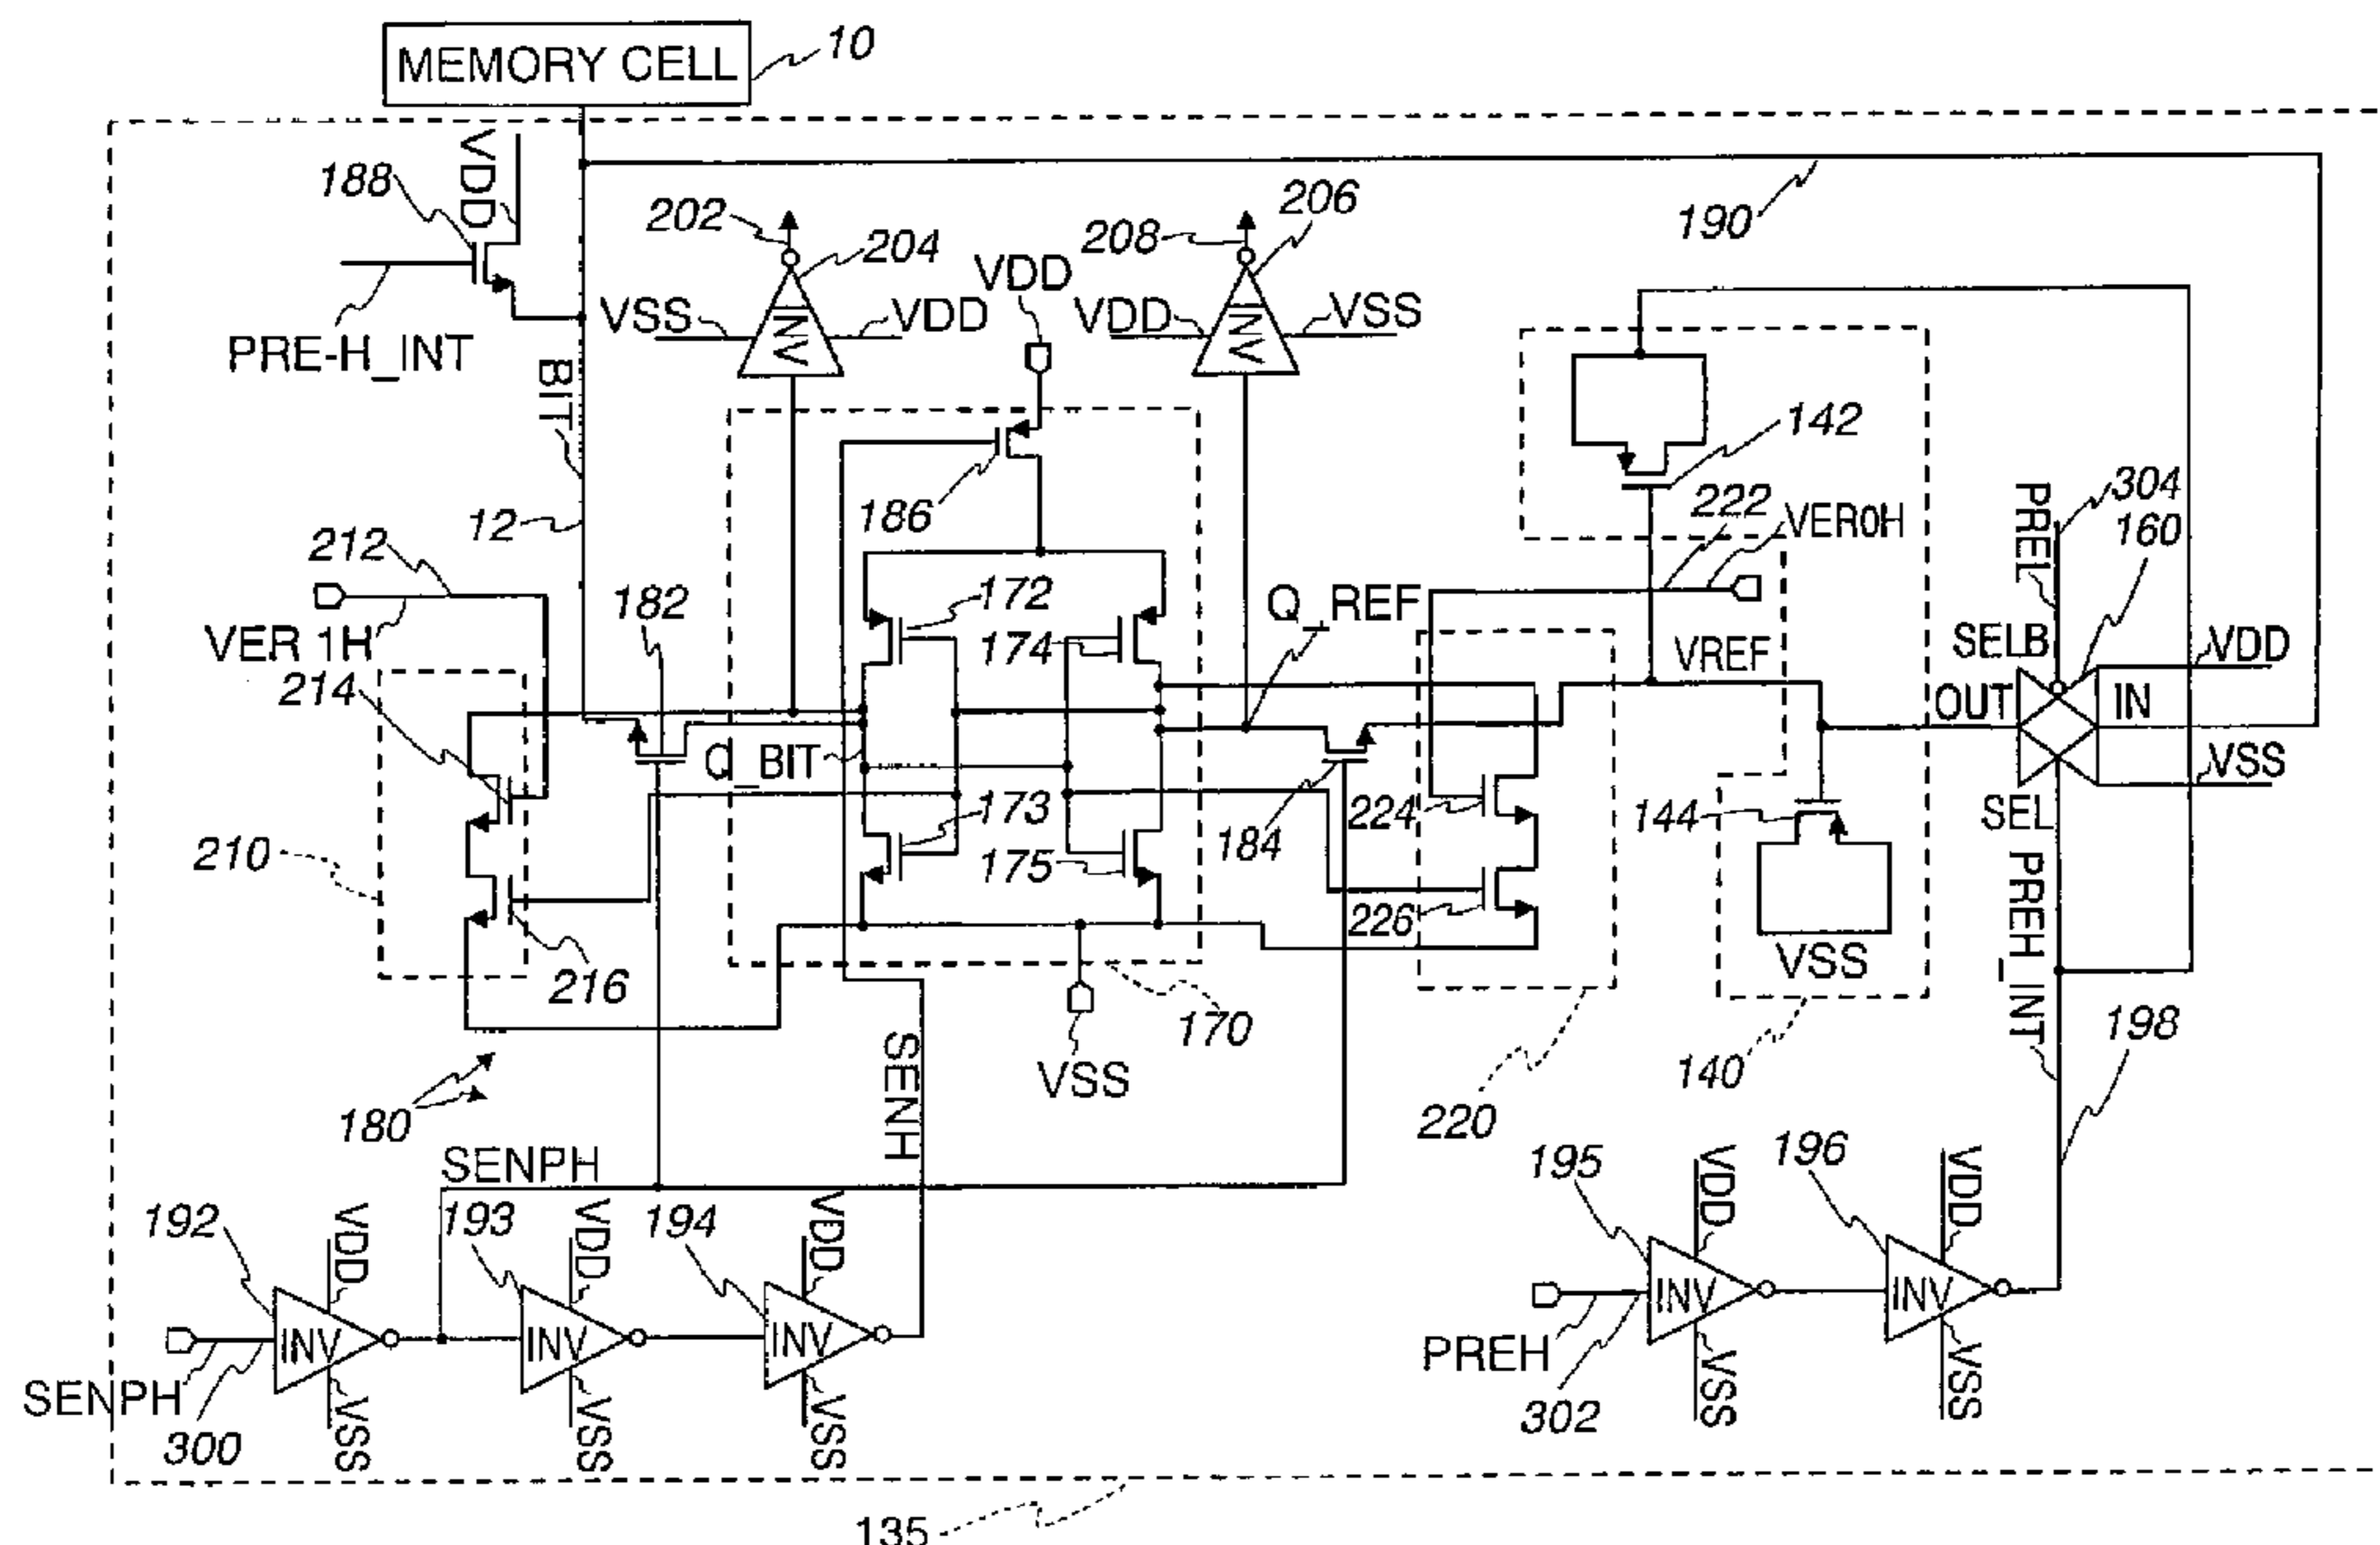 MEMORY CELL
10
VDD
188
PRE-H_INT
BIT
202
204
INV
VSS
VDD
VDD
208
206
INV
VDD
VSS
190
142
186
222
VER0H
PREL
304
160
12
212
VER 1H
214
182
172
174
Q_REF
VREF
SELB
VDD
OUT
IN
VSS
SEL
Q_BIT
173
175
184
224
226
144
VSS
210
216
170
VSS
PREH_INT
198
140
220
180
SENH
SENPH
192
VDD
INV
VSS
193
VDD
INV
VSS
194
VDD
INV
VSS
SENPH
300
195
VDD
INV
VSS
196
VDD
INV
VSS
PREH
302
135